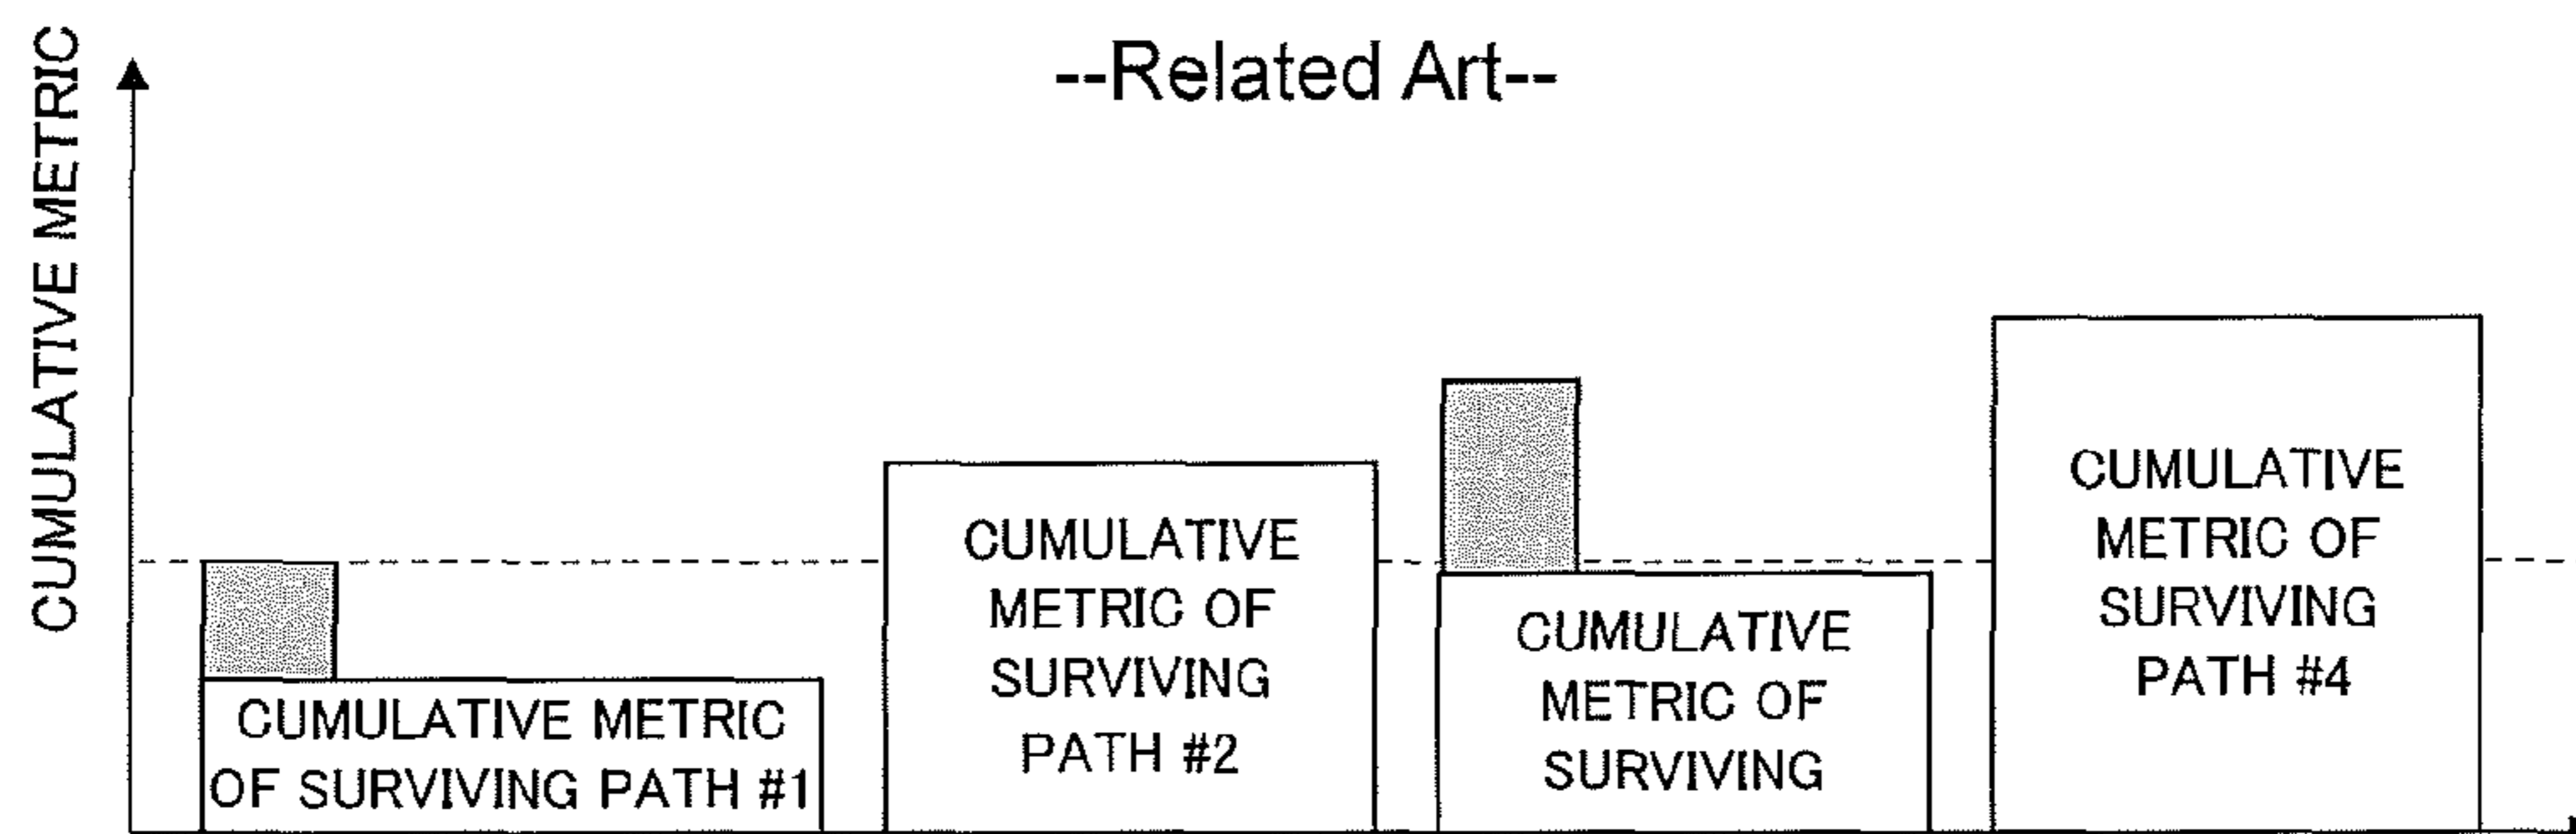 --Related Art--
CUMULATIVE METRIC
CUMULATIVE METRIC
OF SURVIVING PATH #1
CUMULATIVE
METRIC OF
SURVIVING
PATH #2
CUMULATIVE
METRIC OF
SURVIVING
CUMULATIVE
METRIC OF
SURVIVING
PATH #4